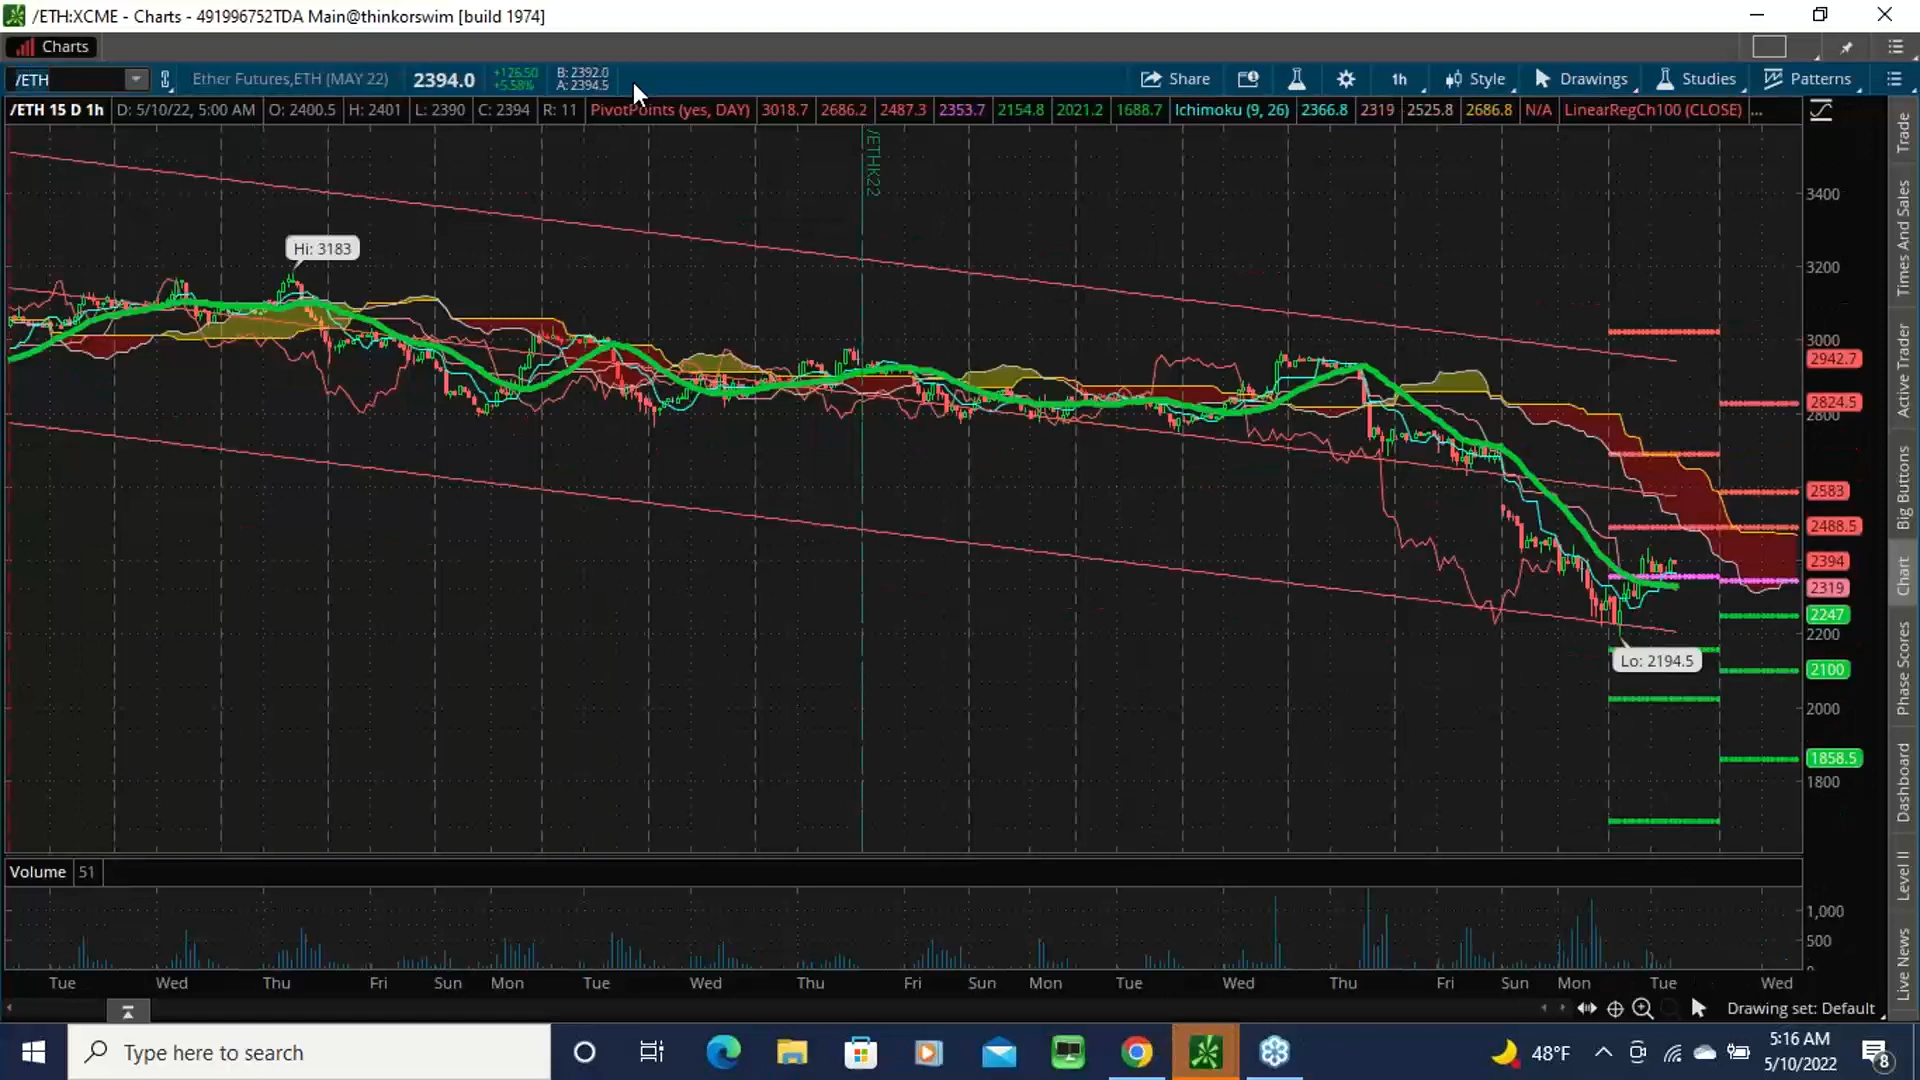 /ETH:XCME - Charts - 491996752TDA Main@thinkorswim [build 1974]
Charts
/ETH Ether Futures,ETH (MAY 22) 2394.0 +126.50 +5.58% B: 2392.0 A: 2394.5 Share 1h Style Drawings Studies Patterns
/ETH 15 D 1h D: 5/10/22, 5:00 AM O: 2400.5 H: 2401 L: 2390 C: 2394 R: 11 PivotPoints (yes, DAY) 3018.7 2686.2 2487.3 2353.7 2154.8 2021.2 1688.7 Ichimoku (9, 26) 2366.8 2319 2525.8 2686.8 N/A LinearRegCh100 (CLOSE) ...
/ETHK22
Hi: 3183
Lo: 2194.5
3400
3200
3000
2942.7
2824.5
2800
2583
2488.5
2394
2319
2247
2200
2100
2000
1858.5
1800
Volume 51
1,000
500
Tue Wed Thu Fri Sun Mon Tue Wed Thu Fri Sun Mon Tue Wed Thu Fri Sun Mon Tue Wed
Drawing set: Default
Trade
Times And Sales
Active Trader
Big Buttons
Chart
Phase Scores
Dashboard
Level II
Live News
Type here to search
48°F
5:16 AM
5/10/2022
8